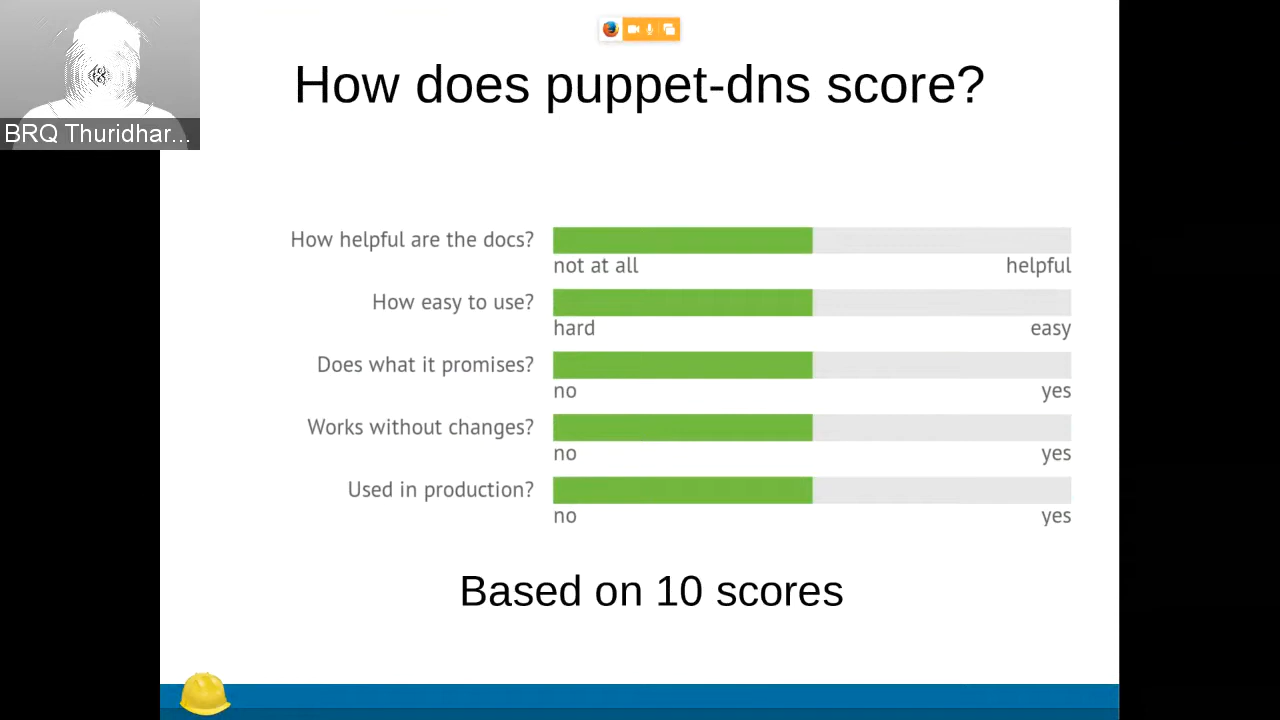 BRQ Thuridhar...
How does puppet-dns score?
How helpful are the docs?
not at all helpful
How easy to use?
hard easy
Does what it promises?
no yes
Works without changes?
no yes
Used in production?
no yes
Based on 10 scores